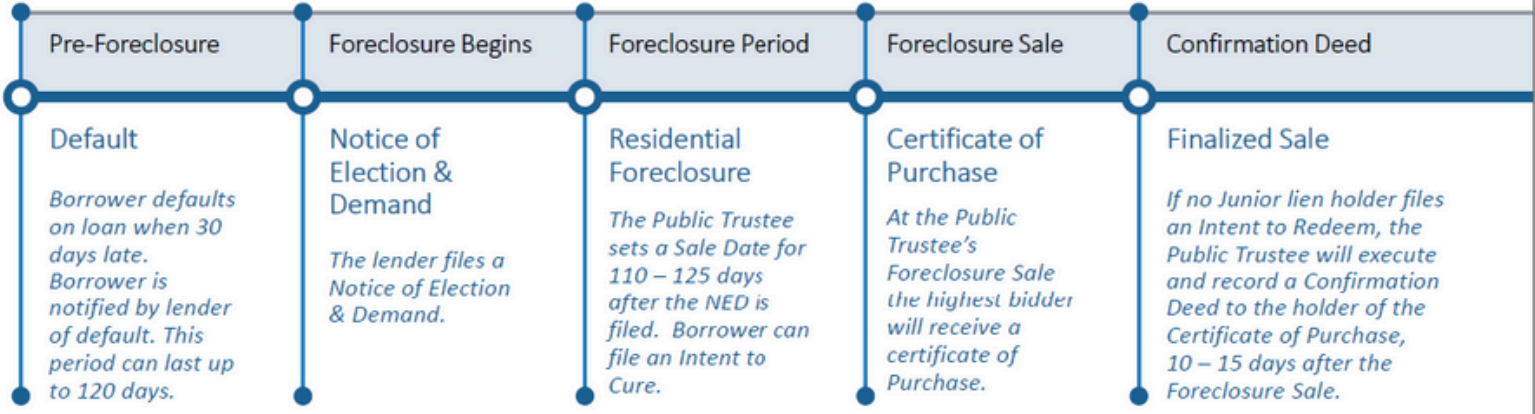 Pre-Foreclosure
Foreclosure Begins
Foreclosure Period
Foreclosure Sale
Confirmation Deed
Default
Borrower defaults
on loan when 30
days late.
Borrower is
notified by lender
of default. This
period can last up
to 120 days.
Notice of
Election &
Demand
The lender files a
Notice of Election
& Demand.
Residential
Foreclosure
The Public Trustee
sets a Sale Date for
110 – 125 days
after the NED is
filed.  Borrower can
file an Intent to
Cure.
Certificate of
Purchase
At the Public
Trustee's
Foreclosure Sale
the highest bidder
will receive a
certificate of
Purchase.
Finalized Sale
If no Junior lien holder files
an Intent to Redeem, the
Public Trustee will execute
and record a Confirmation
Deed to the holder of the
Certificate of Purchase,
10 – 15 days after the
Foreclosure Sale.